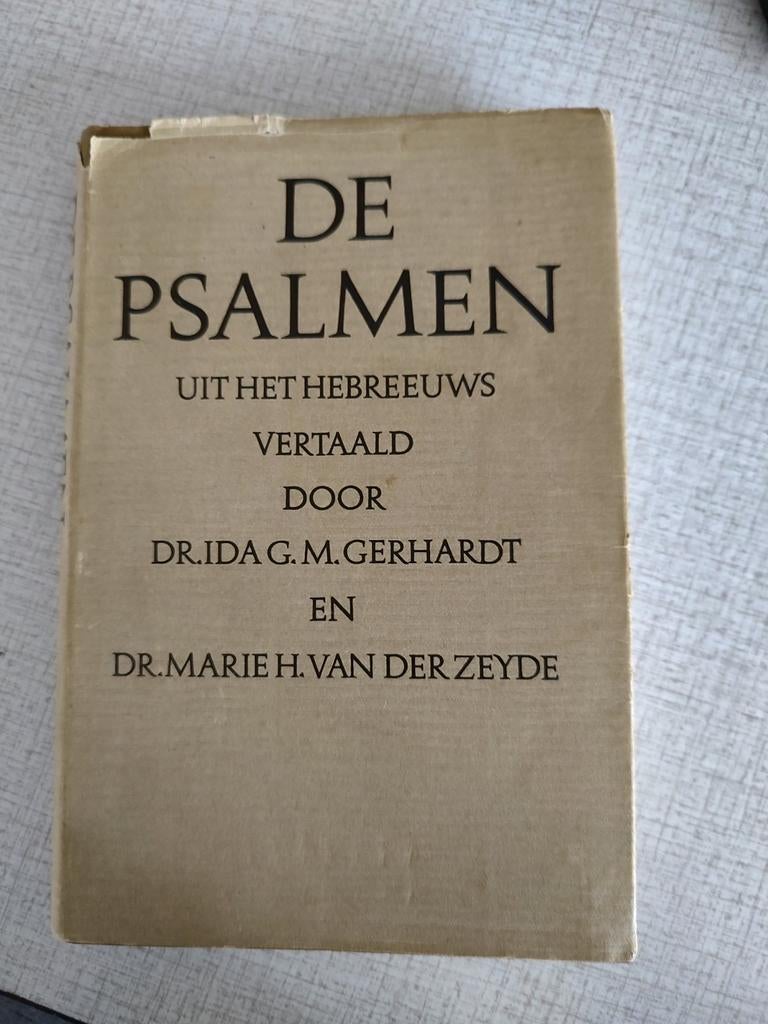 DE
PSALMEN
UIT HET HEBREEUWS
VERTAALD
DOOR
DR. IDA G. M. GERHARDT
EN
DR. MARIE H. VAN DER ZEYDE